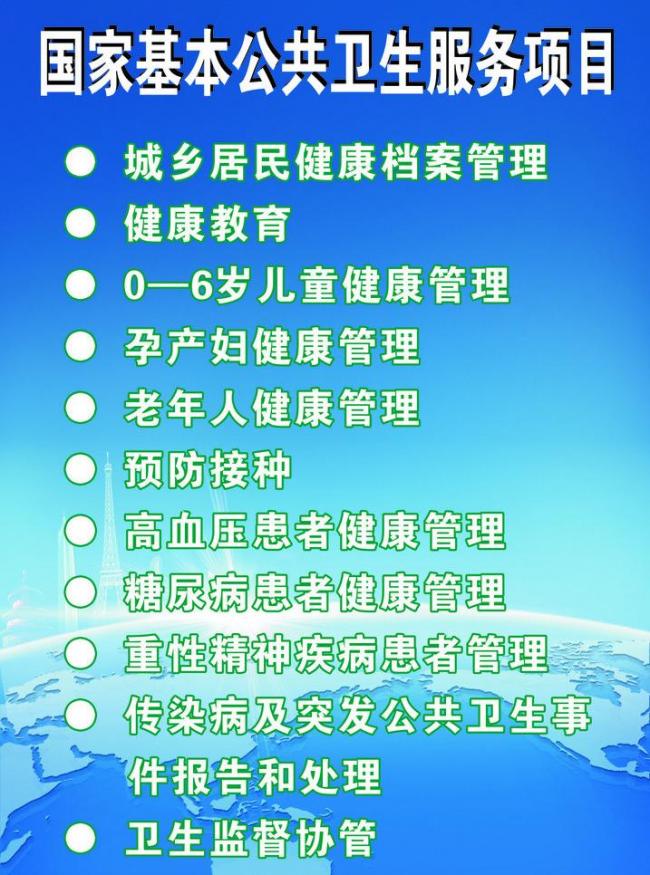 国家基本公共卫生服务项目
● 城乡居民健康档案管理
● 健康教育
● 0—6岁儿童健康管理
● 孕产妇健康管理
● 老年人健康管理
● 预防接种
● 高血压患者健康管理
● 糖尿病患者健康管理
● 重性精神疾病患者管理
● 传染病及突发公共卫生事
件报告和处理
● 卫生监督协管